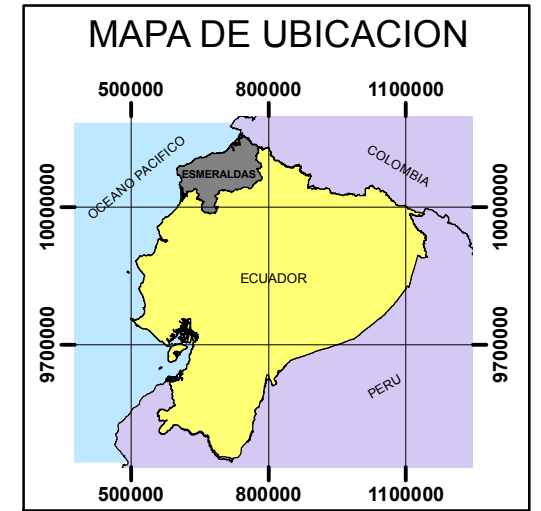 MAPA DE UBICACION
500000 800000 1100000
OCEANO PACIFICO
COLOMBIA
ESMERALDAS
10000000 10000000
ECUADOR
9700000 9700000
PERU
500000 800000 1100000